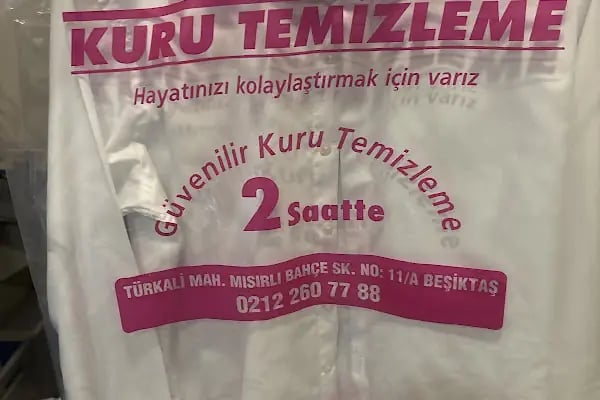 KURU TEMİZLEME
Hayatınızı kolaylaştırmak için varız
Güvenilir Kuru Temizleme
2 Saatte
TÜRKALİ MAH. MISIRLI BAHÇE SK. NO: 11/A BEŞİKTAŞ
0212 260 77 88